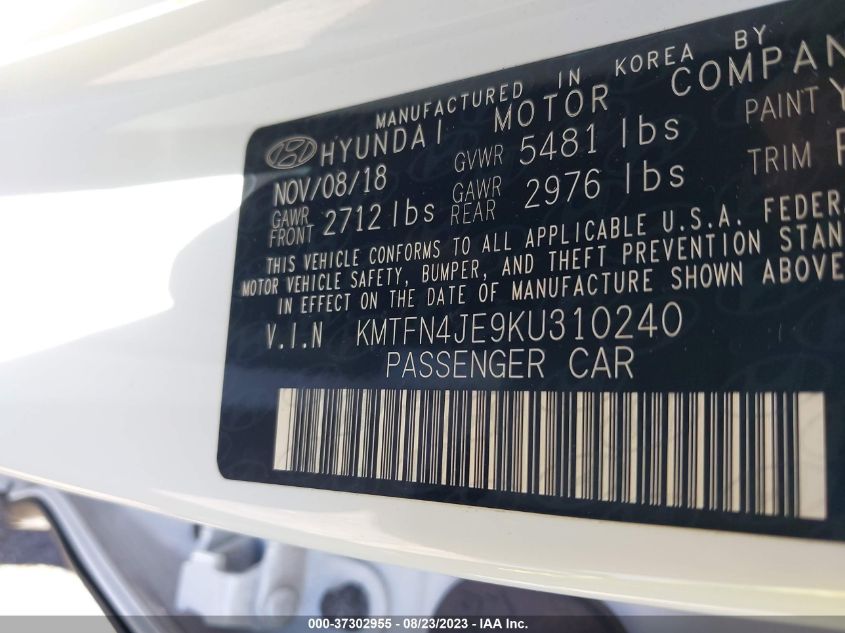 MANUFACTURED IN KOREA BY
HYUNDAI MOTOR COMPAN
NOV/08/18 GVWR 5481 lbs PAINT Y
GAWR FRONT 2712 lbs GAWR REAR 2976 lbs TRIM
THIS VEHICLE CONFORMS TO ALL APPLICABLE U.S.A. FEDER
MOTOR VEHICLE SAFETY, BUMPER, AND THEFT PREVENTION STAN
IN EFFECT ON THE DATE OF MANUFACTURE SHOWN ABOVE
V.I.N KMTFN4JE9KU310240
PASSENGER CAR
000-37302955 - 08/23/2023 - IAA Inc.